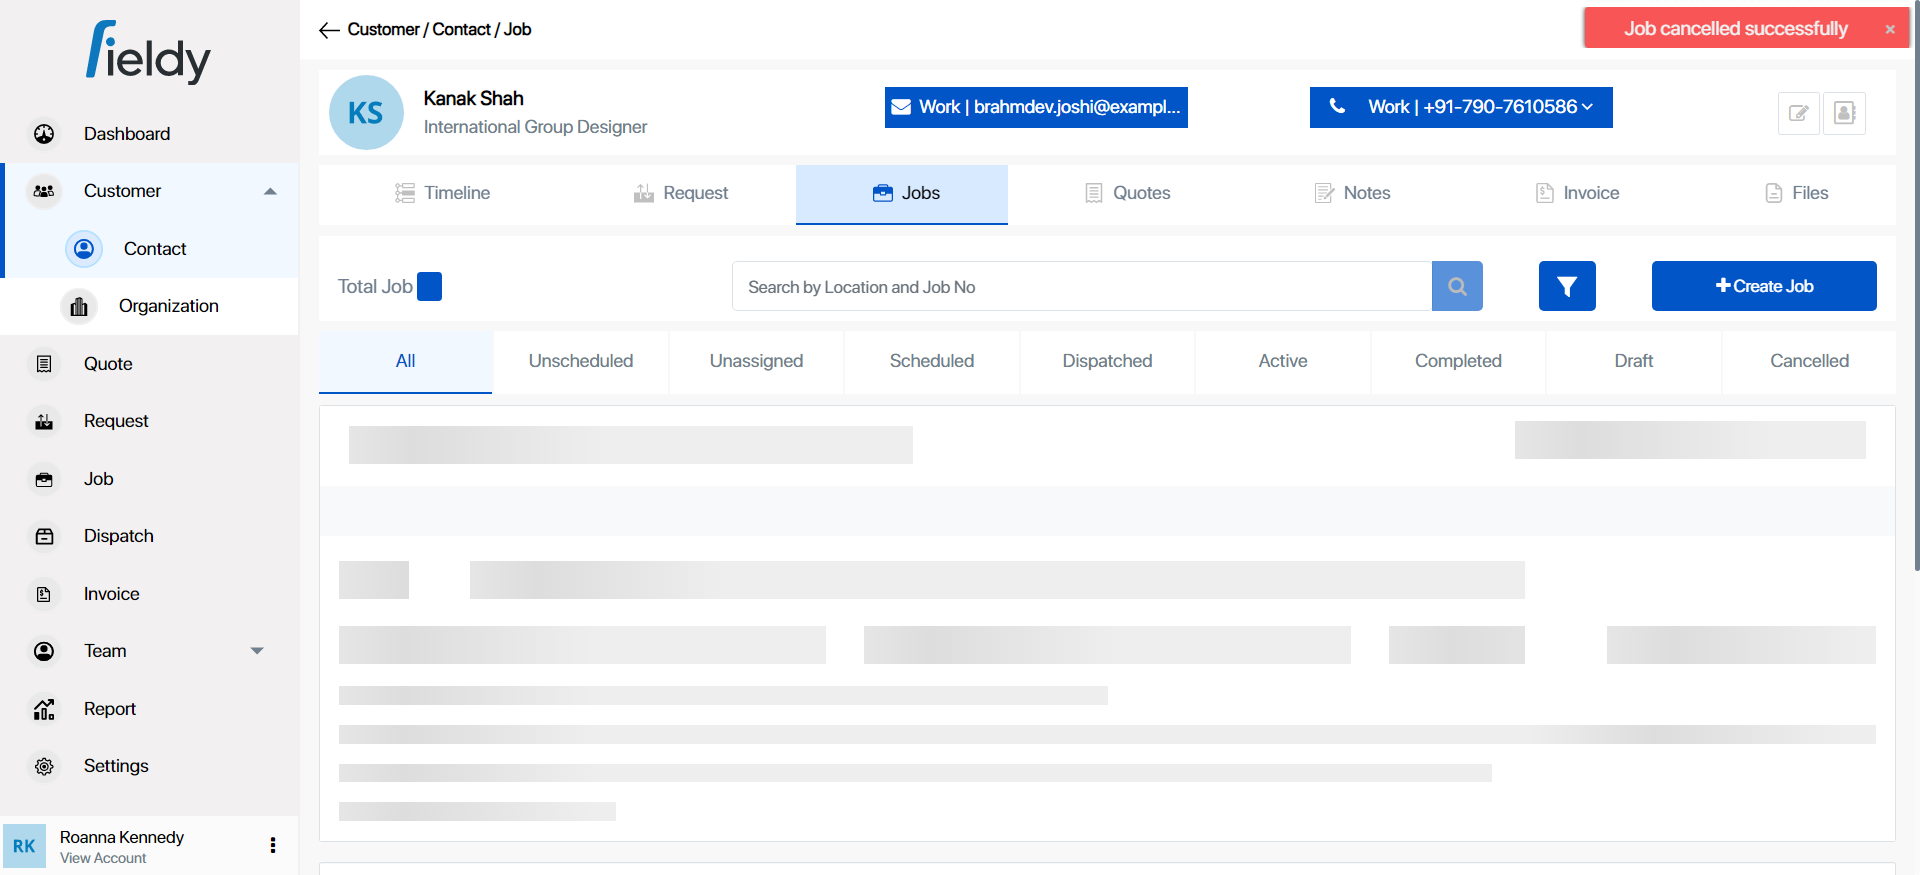 fieldy
Dashboard
Customer
Contact
Organization
Quote
Request
Job
Dispatch
Invoice
Team
Report
Settings
RK
Roanna Kennedy
View Account
Customer / Contact / Job
Job cancelled successfully ×
KS
Kanak Shah
International Group Designer
Work | brahmdev.joshi@exampl...
Work | +91-790-7610586
Timeline
Request
Jobs
Quotes
Notes
Invoice
Files
Total Job
Search by Location and Job No
+Create Job
All
Unscheduled
Unassigned
Scheduled
Dispatched
Active
Completed
Draft
Cancelled